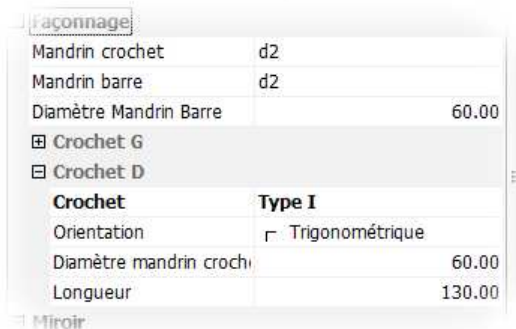 Façonnage
Mandrin crochet d2
Mandrin barre d2
Diamètre Mandrin Barre 60.00
Crochet G
Crochet D
Crochet Type I
Orientation Trigonométrique
Diamètre mandrin croch 60.00
Longueur 130.00
Miroir